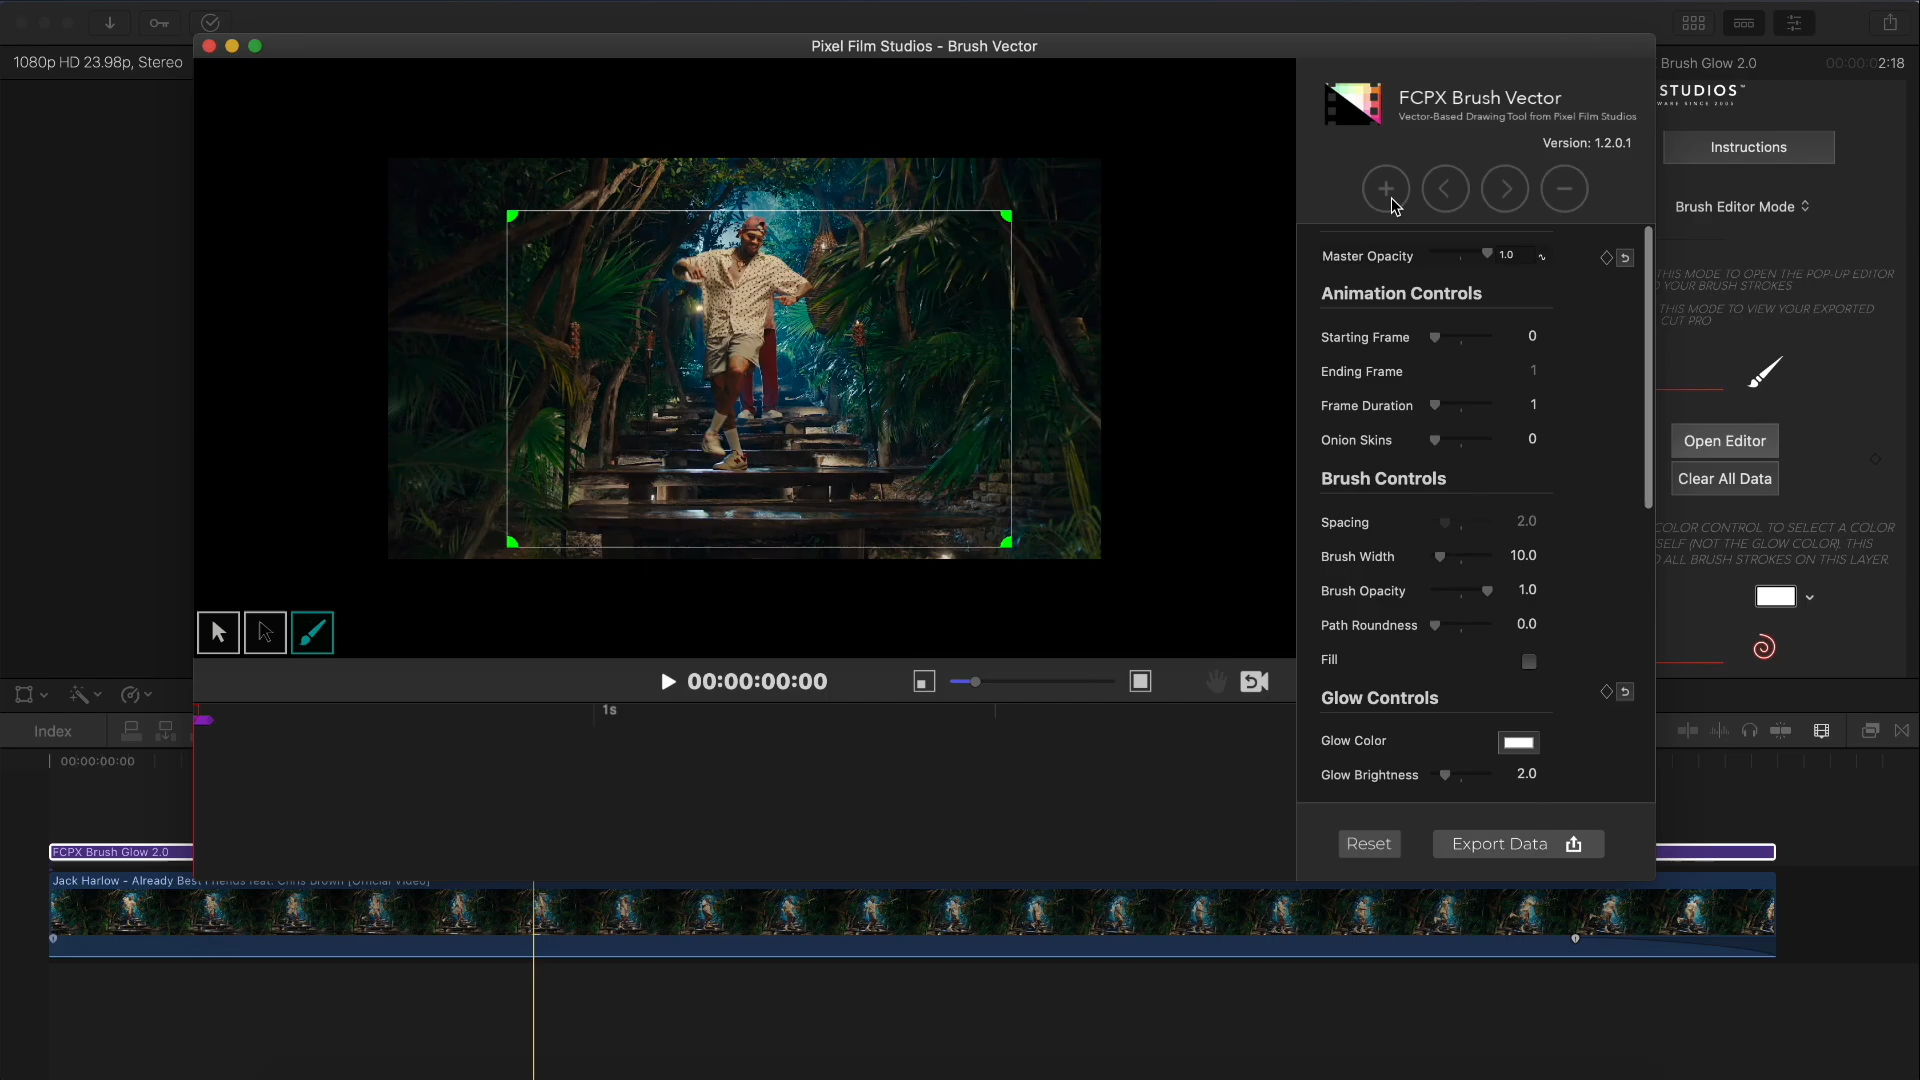 Pixel Film Studios - Brush Vector
1080p HD 23.98p, Stereo
Brush Glow 2.0
00:00:02:18
STUDIOS™
WARE SINCE 2005
FCPX Brush Vector
Vector-Based Drawing Tool from Pixel Film Studios
Version: 1.2.0.1
Instructions
Brush Editor Mode
Master Opacity 1.0
Animation Controls
THIS MODE TO OPEN THE POP-UP EDITOR
YOUR BRUSH STROKES
THIS MODE TO VIEW YOUR EXPORTED
CUT PRO
Starting Frame 0
Ending Frame 1
Frame Duration 1
Onion Skins 0
Open Editor
Clear All Data
Brush Controls
Spacing 2.0
Brush Width 10.0
Brush Opacity 1.0
Path Roundness 0.0
Fill
COLOR CONTROL TO SELECT A COLOR
SELF (NOT THE GLOW COLOR). THIS
ALL BRUSH STROKES ON THIS LAYER.
Glow Controls
Glow Color
Glow Brightness 2.0
00:00:00:00
1s
Index
00:00:00:00
Reset
Export Data
FCPX Brush Glow 2.0
Jack Harlow - Already Best Friends feat. Chris Brown [Official Video]